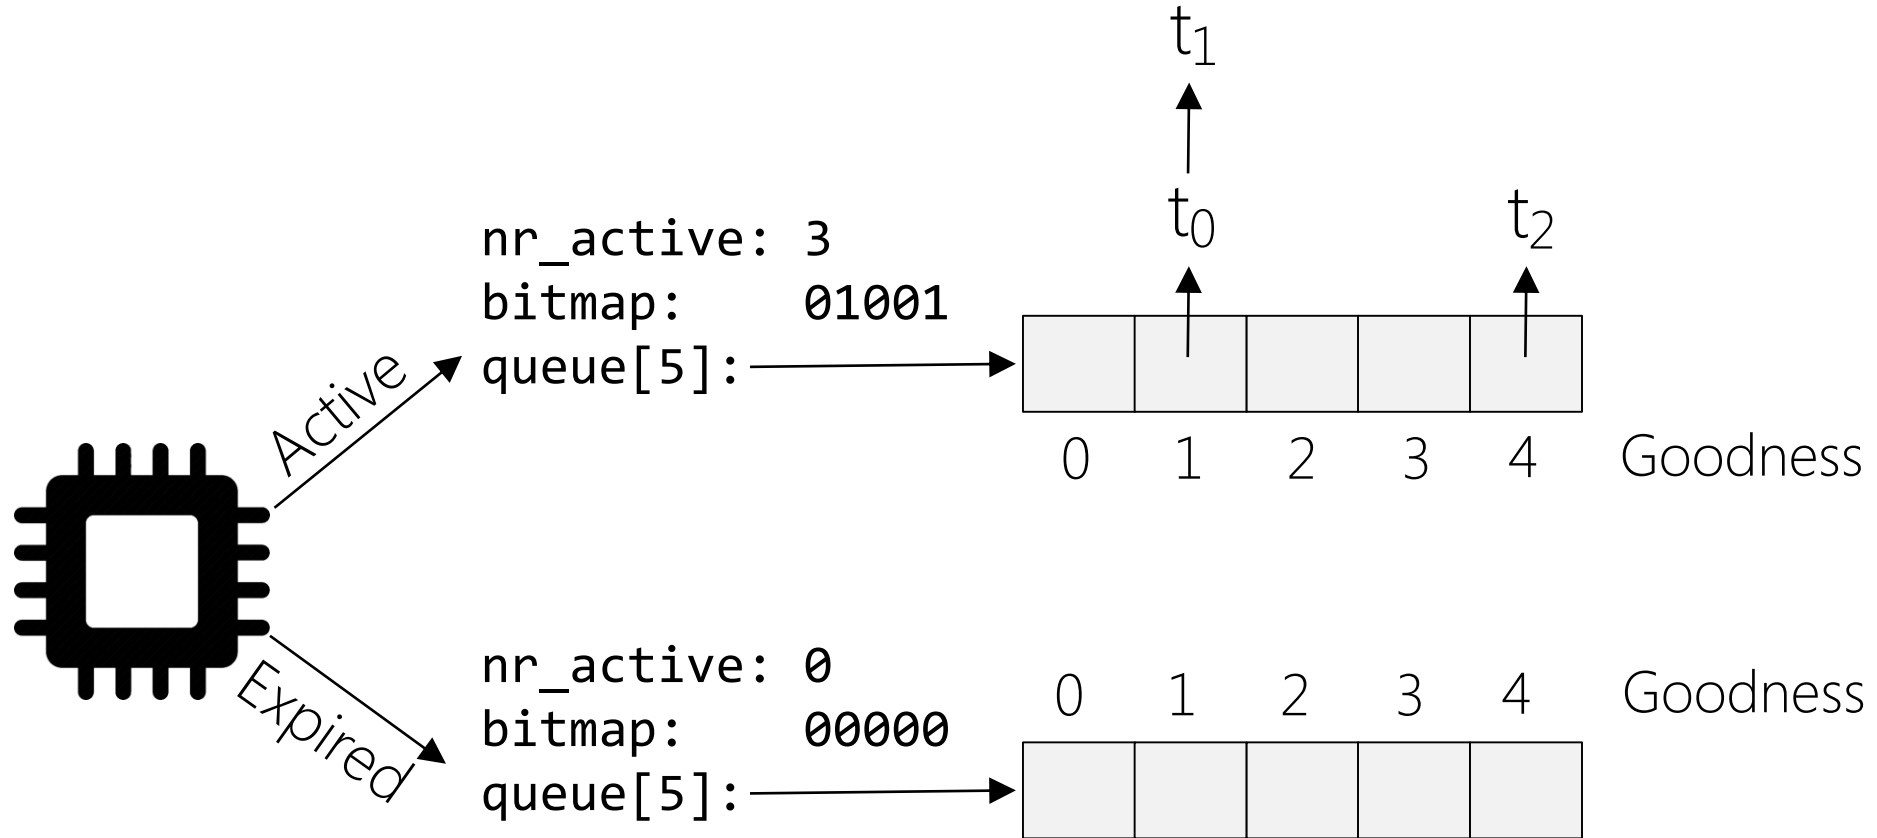 t₁
t₀ t₂
nr_active: 3
bitmap: 01001
queue[5]:
Active
0 1 2 3 4 Goodness
Expired
nr_active: 0
bitmap: 00000
queue[5]:
0 1 2 3 4 Goodness